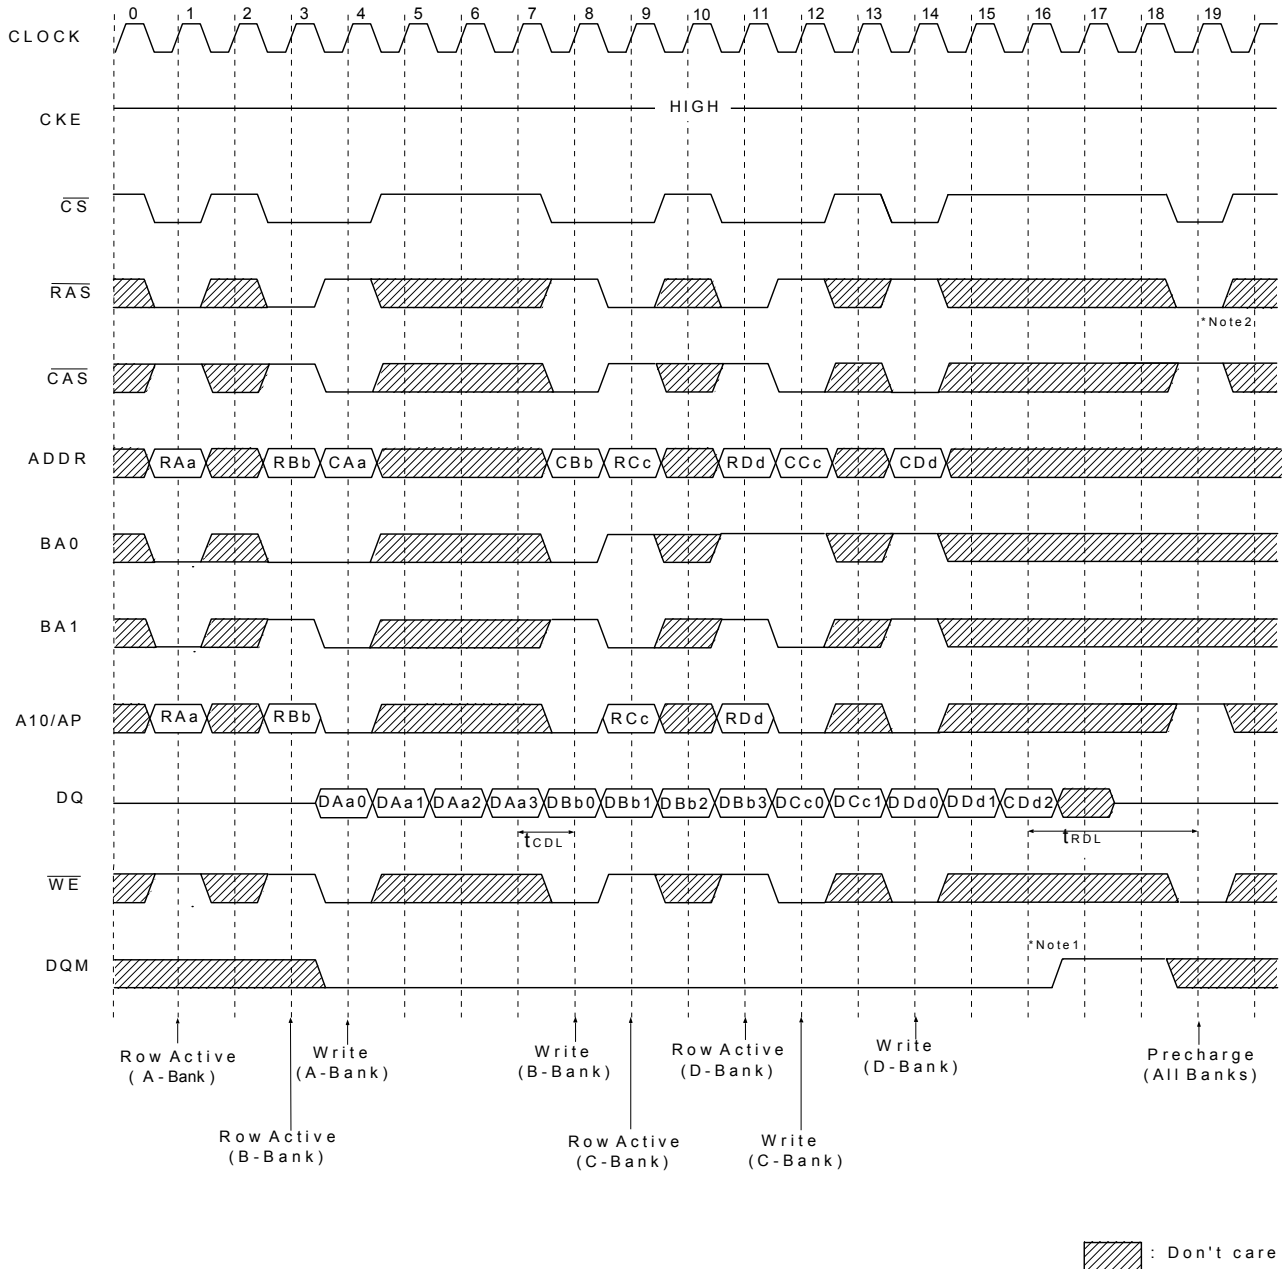 0 1 2 3 4 5 6 7 8 9 10 11 12 13 14 15 16 17 18 19
CLOCK
CKE
HIGH
CS
RAS
*Note2
CAS
ADDR RAa RBb CAa CBb RCc RDd CCc CDd
BA0
BA1
A10/AP RAa RBb RCc RDd
DQ DAa0 DAa1 DAa2 DAa3 DBb0 DBb1 DBb2 DBb3 DCc0 DCc1 DDd0 DDd1 CDd2
tCDL tRDL
WE
*Note1
DQM
Row Active
(A-Bank)
Write
(A-Bank)
Write
(B-Bank)
Row Active
(D-Bank)
Write
(D-Bank)
Precharge
(All Banks)
Row Active
(B-Bank)
Row Active
(C-Bank)
Write
(C-Bank)
: Don't care